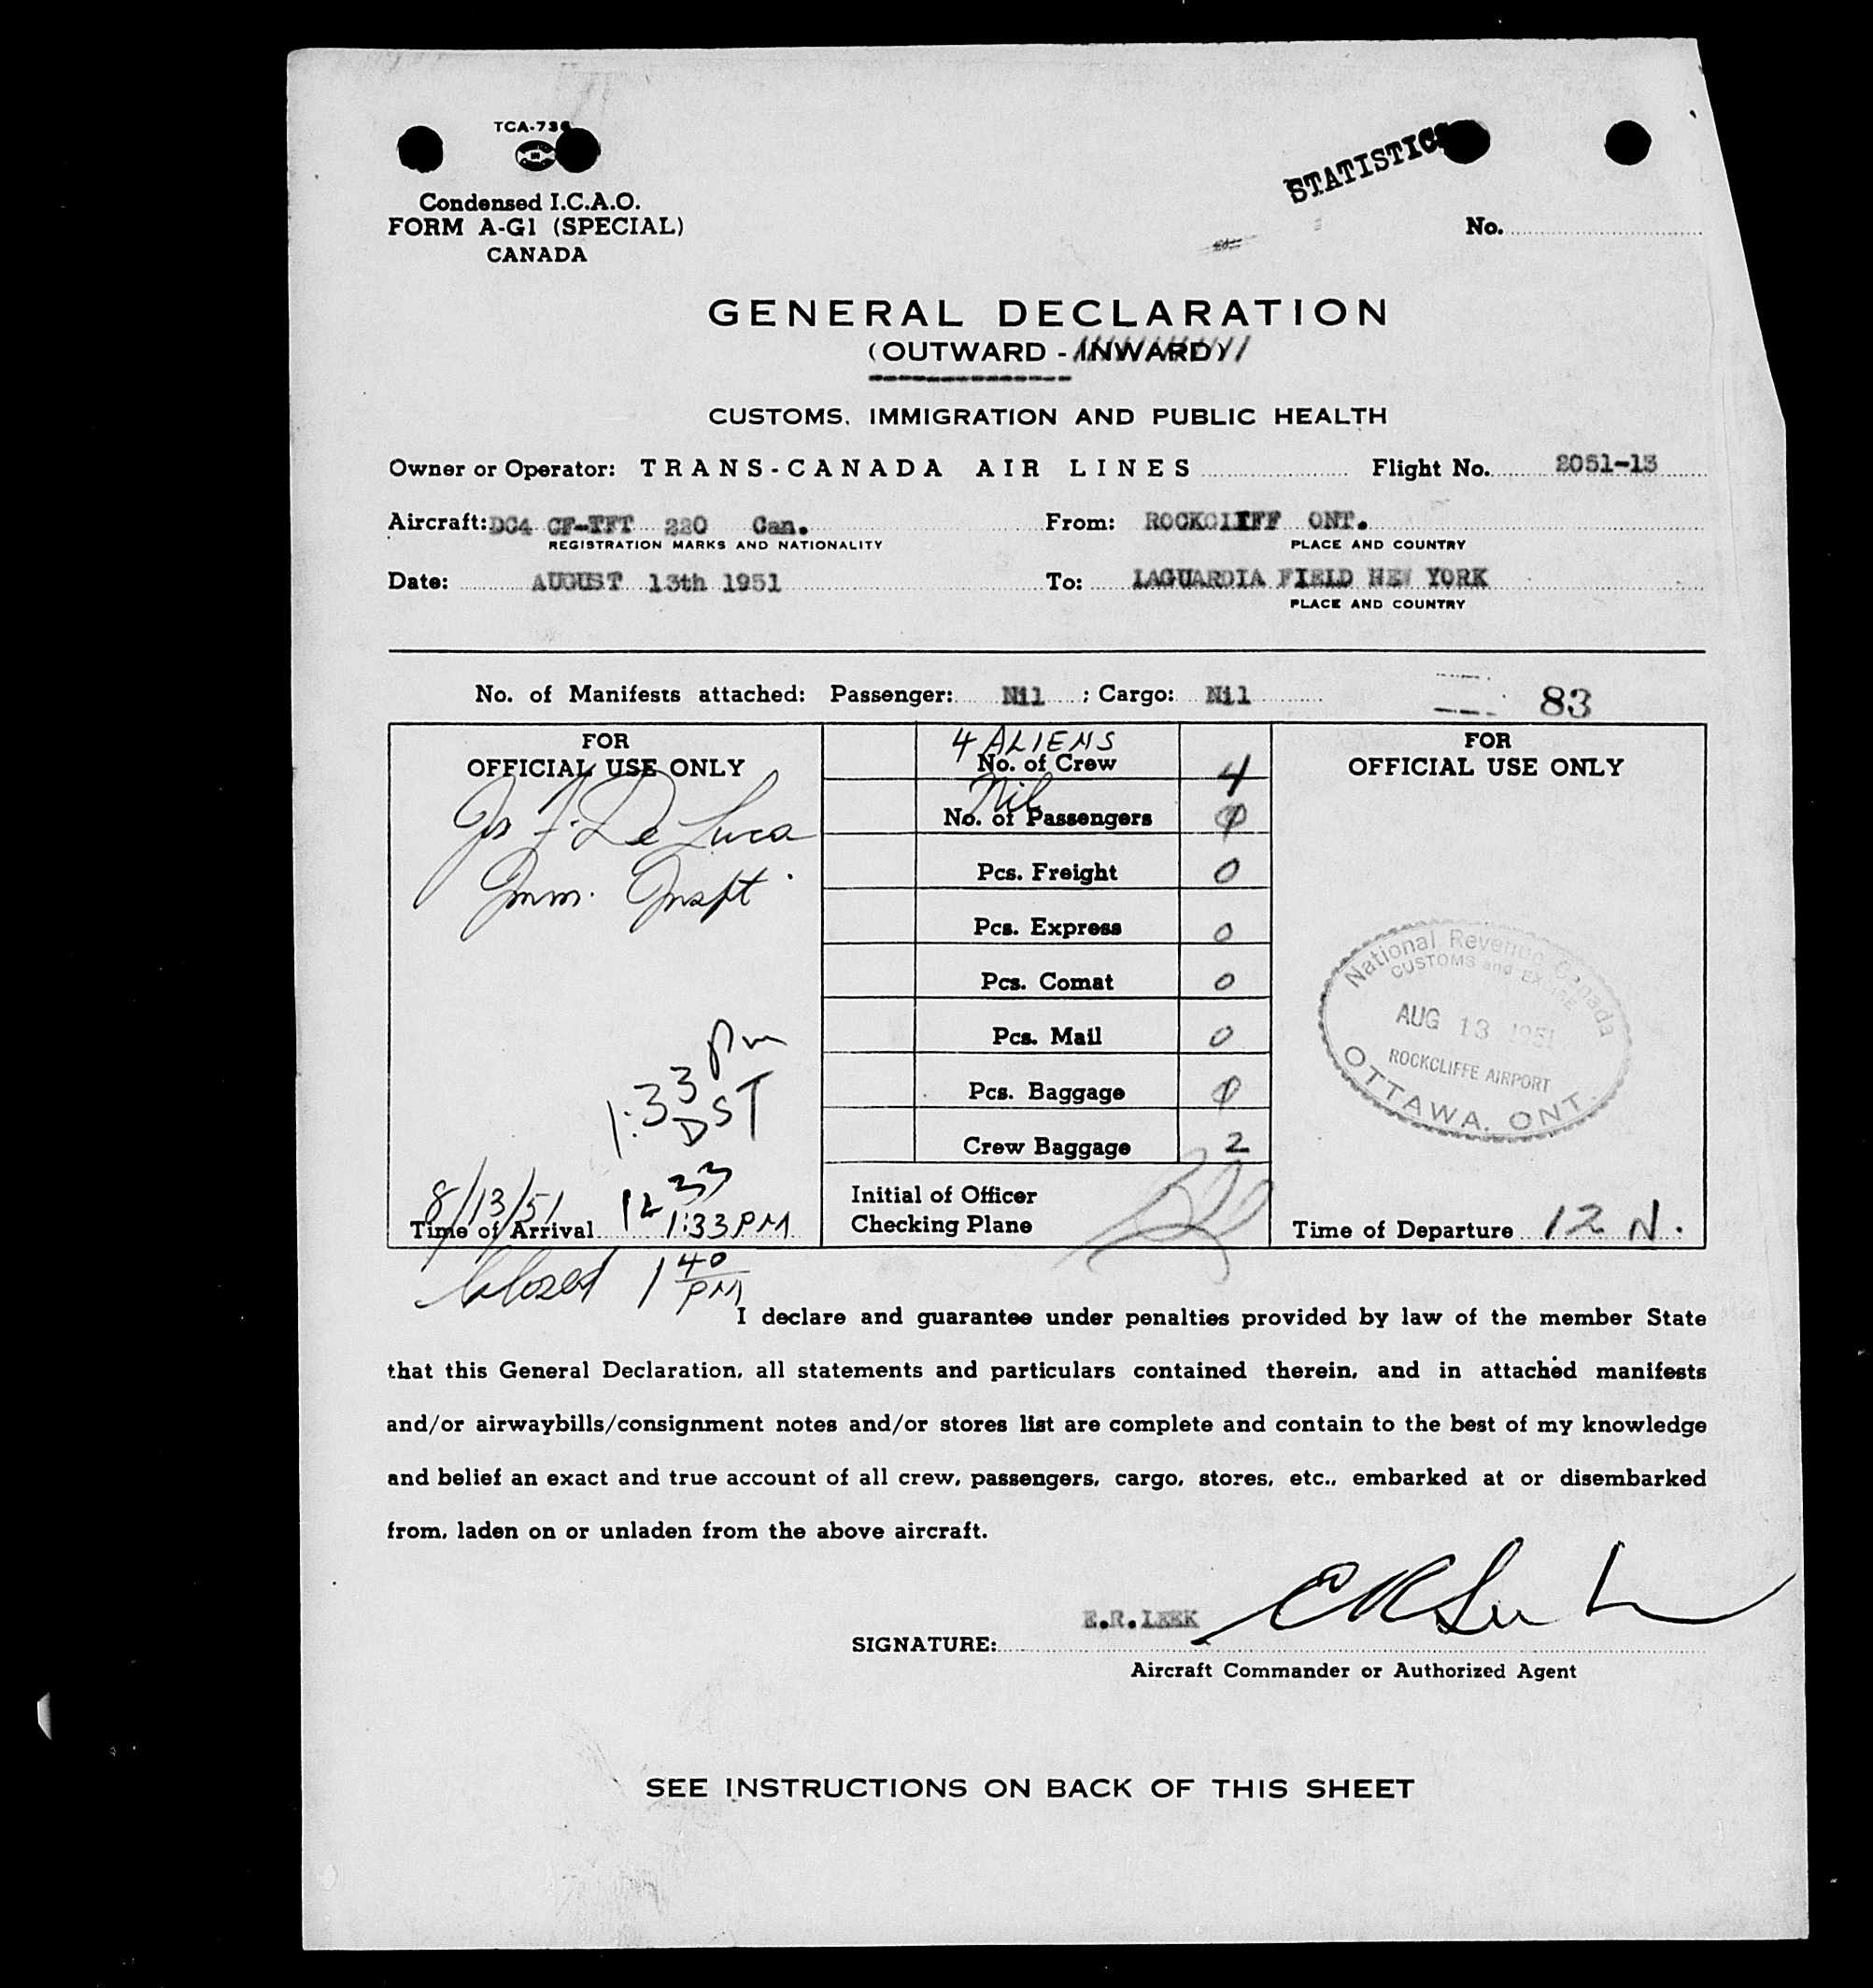 TCA-736
Condensed I.C.A.O.
FORM A-G1 (SPECIAL)
CANADA
STATISTICS
No.
GENERAL DECLARATION
(OUTWARD - INWARD)
CUSTOMS, IMMIGRATION AND PUBLIC HEALTH
Owner or Operator: TRANS-CANADA AIR LINES Flight No. 2051-13
Aircraft: DC4 CF-TFT 220 Can. From: ROCKCLIFF ONT.
REGISTRATION MARKS AND NATIONALITY PLACE AND COUNTRY
Date: AUGUST 13th 1951 To: LAGUARDIA FIELD NEW YORK
PLACE AND COUNTRY
No. of Manifests attached: Passenger: Nil ; Cargo: Nil
83
FOR
OFFICIAL USE ONLY
F. De Luca
Imm. Inspt.
1:33 PM
DST
8/13/51
12 33
Time of Arrival 1:33 PM
Closed 1 40 PM
4 ALIENS
No. of Crew 4
Nil
No. of Passengers 0
Pcs. Freight 0
Pcs. Express 0
Pcs. Comat 0
Pcs. Mail 0
Pcs. Baggage 0
Crew Baggage 2
Initial of Officer
Checking Plane
FOR
OFFICIAL USE ONLY
National Revenue Canada
CUSTOMS and EXCISE
AUG 13 1951
ROCKCLIFFE AIRPORT
OTTAWA. ONT.
Time of Departure 12 N.
I declare and guarantee under penalties provided by law of the member State
that this General Declaration, all statements and particulars contained therein, and in attached manifests
and/or airwaybills/consignment notes and/or stores list are complete and contain to the best of my knowledge
and belief an exact and true account of all crew, passengers, cargo, stores, etc., embarked at or disembarked
from, laden on or unladen from the above aircraft.
E.R.LEEK ER Leek
SIGNATURE:
Aircraft Commander or Authorized Agent
SEE INSTRUCTIONS ON BACK OF THIS SHEET